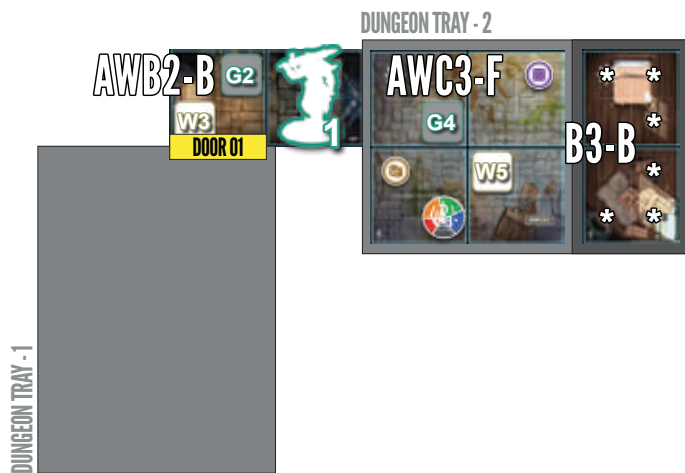 DUNGEON TRAY - 2
AWB2-B
G2
AWC3-F
W3
1
G4
B3-B
DOOR 01
W5
* * *
* * *
DUNGEON TRAY - 1